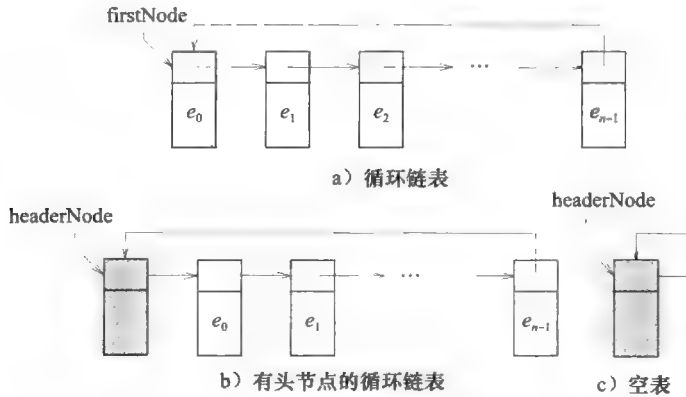 firstNode
e₀ e₁ e₂ ··· eₙ₋₁
a）循环链表
headerNode
e₀ e₁ ··· eₙ₋₁
b）有头节点的循环链表
headerNode
c）空表